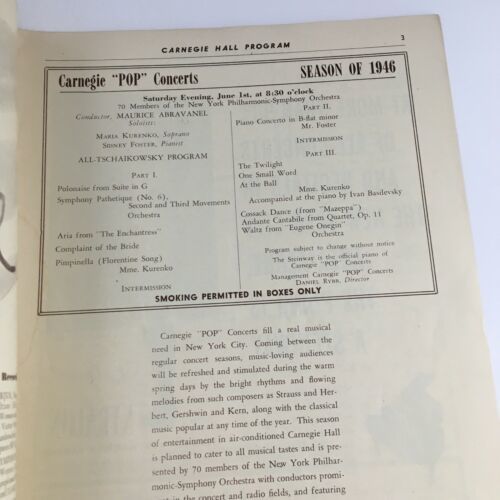 CARNEGIE HALL PROGRAM
3
Carnegie "POP" Concerts
SEASON OF 1946
Saturday Evening, June 1st, at 8:30 o'clock
70 Members of the New York Philharmonic-Symphony Orchestra
Conductor, MAURICE ABRAVANEL
Soloists:
MARIA KURENKO, Soprano
SIDNEY FOSTER, Pianist
ALL-TSCHAIKOWSKY PROGRAM
PART I.
Polonaise from Suite in G
Symphony Pathetique (No. 6),
Second and Third Movements
Orchestra
Aria from "The Enchantress"
Complaint of the Bride
Pimpinella (Florentine Song)
Mme. Kurenko
INTERMISSION
PART II.
Piano Concerto in B-flat minor
Mr. Foster
INTERMISSION
PART III.
The Twilight
One Small Word
At the Ball
Mme. Kurenko
Accompanied at the piano by Ivan Basilevsky
Cossack Dance (from "Mazeppa")
Andante Cantabile from Quartet, Op. 11
Waltz from "Eugene Onegin"
Orchestra
Program subject to change without notice
The Steinway is the official piano of
Carnegie "POP" Concerts
Management Carnegie "POP" Concerts
DANIEL RYBB, Director
SMOKING PERMITTED IN BOXES ONLY
Carnegie "POP" Concerts fill a real musical
need in New York City. Coming between the
regular concert seasons, music-loving audiences
will be refreshed and stimulated during the warm
spring days by the bright rhythms and flowing
melodies from such composers as Strauss and Her-
bert, Gershwin and Kern, along with the classical
music popular at any time of the year. This season
of entertainment in air-conditioned Carnegie Hall
is planned to cater to all musical tastes and is pre-
sented by 70 members of the New York Philhar-
monic-Symphony Orchestra with conductors promi-
nent in the concert and radio fields, and featuring